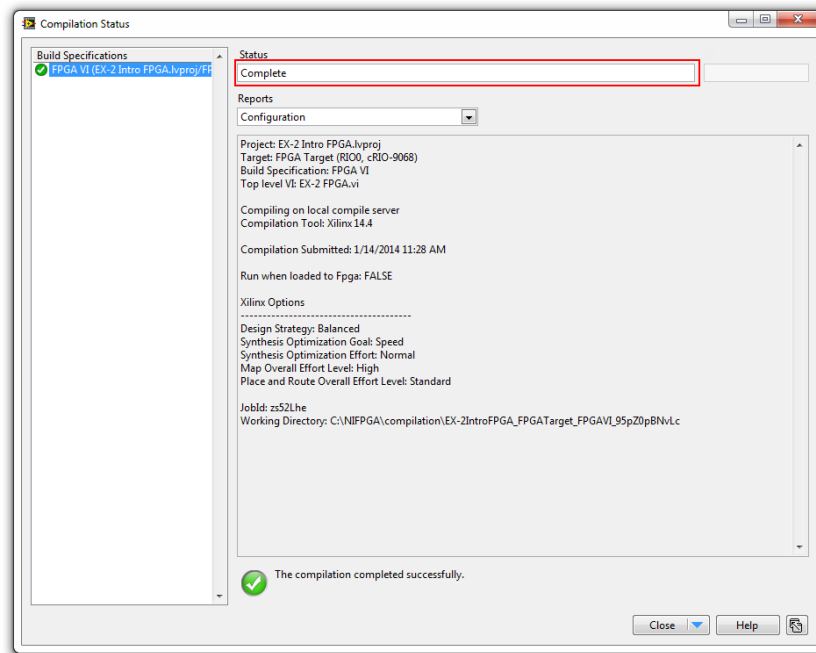 Compilation Status
Build Specifications
FPGA VI (EX-2 Intro FPGA.lvproj/FP
Status
Complete
Reports
Configuration
Project: EX-2 Intro FPGA.lvproj
Target: FPGA Target (RIO0, cRIO-9068)
Build Specification: FPGA VI
Top level VI: EX-2 FPGA.vi
Compiling on local compile server
Compilation Tool: Xilinx 14.4
Compilation Submitted: 1/14/2014 11:28 AM
Run when loaded to Fpga: FALSE
Xilinx Options
---------------------------------------
Design Strategy: Balanced
Synthesis Optimization Goal: Speed
Synthesis Optimization Effort: Normal
Map Overall Effort Level: High
Place and Route Overall Effort Level: Standard
JobId: zs52Lhe
Working Directory: C:\NIFPGA\compilation\EX-2IntroFPGA_FPGATarget_FPGAVI_95pZ0pBNvLc
The compilation completed successfully.
Close
Help